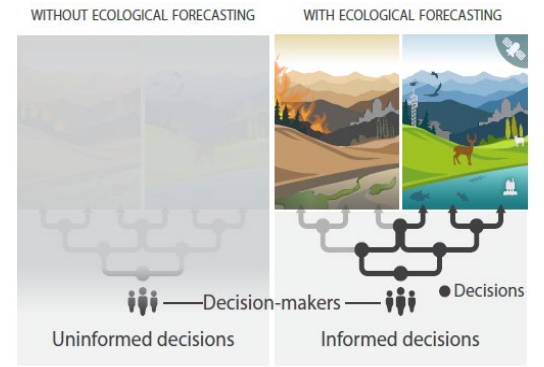 WITHOUT ECOLOGICAL FORECASTING
WITH ECOLOGICAL FORECASTING
Decisions
Decision-makers
Uninformed decisions
Informed decisions